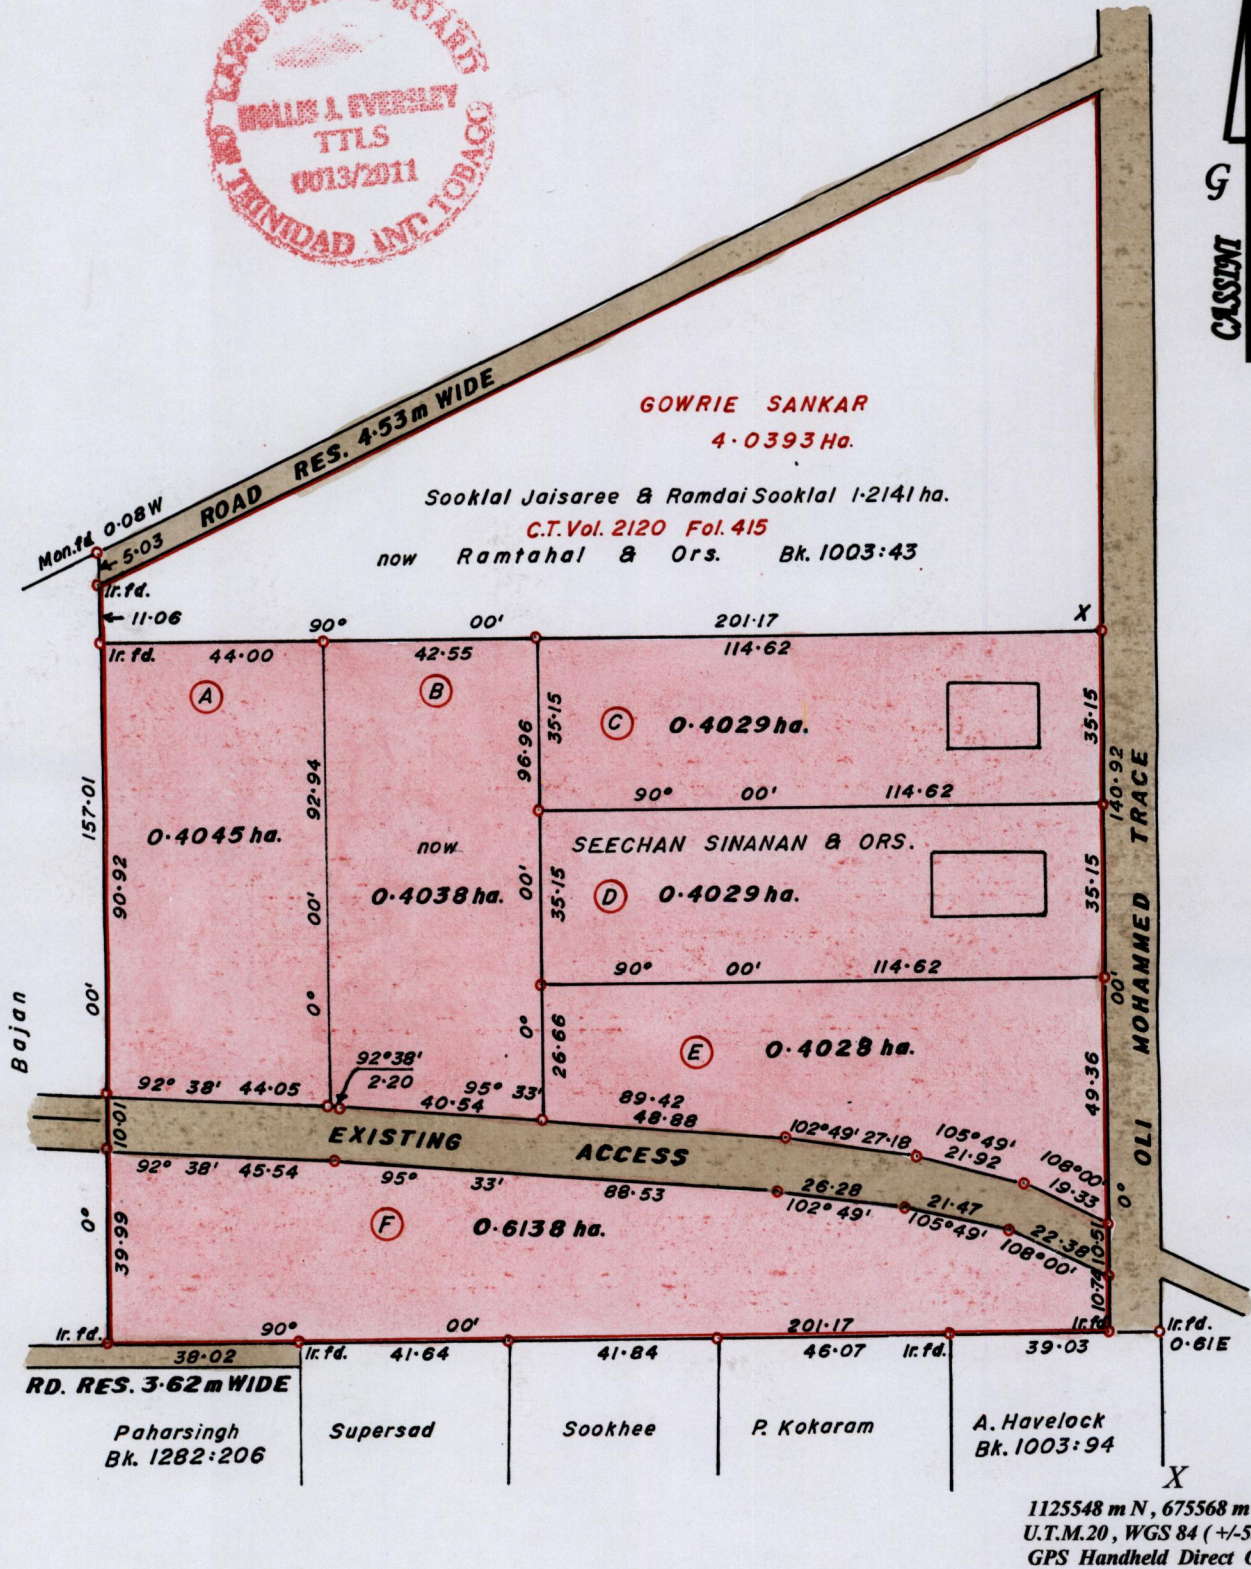 LAND SURVEY BOARD
OF TRINIDAD AND TOBAGO
HOLLIS J. EVERSLEY
TTLS
0013/2011
G
CASSINI
GOWRIE SANKAR
4·0393 Ha.
ROAD RES. 4·53m WIDE
Sooklal Jaisaree & Ramdai Sooklal 1·2141 ha.
C.T. Vol. 2120 Fol. 415
now Ramtahal & Ors. Bk. 1003:43
Mon.fd. 0·08W
5·03
Ir. fd.
11·06
90° 00' 201·17
X
Ir. fd.
44·00
42·55
114·62
A
B
C
0·4029 ha.
35·15
35·15
96·96
92·94
157·01
140·92
90° 00' 114·62
0·4045 ha.
now
SEECHAN SINANAN & ORS.
0·4038 ha.
D
0·4029 ha.
90·92
00'
00'
35·15
35·15
90° 00' 114·62
00'
00'
0°
0°
Bajan
26·66
E
0·4028 ha.
49·36
OLI MOHAMMED TRACE
92° 38' 44·05
92°38'
2·20
95° 33'
40·54
89·42
48·88
102°49' 27·18
105°49'
21·92
108°00'
19·33
0°
10·01
EXISTING ACCESS
92° 38' 45·54
95° 33'
88·53
26·28
102°49'
21·47
105°49'
22·38
108°00'
10·51
10·74
0°
39·99
F
0·6138 ha.
Ir. fd.
90° 00' 201·17
Ir.fd.
Ir. fd.
0·61E
38·02
Ir. fd.
41·64
41·84
46·07
Ir. fd.
39·03
RD. RES. 3·62m WIDE
Paharsingh
Bk. 1282:206
Supersad
Sookhee
P. Kokaram
A. Havelock
Bk. 1003:94
X
1125548 m N , 675568 m
U.T.M.20 , WGS 84 ( +/-5
GPS Handheld Direct